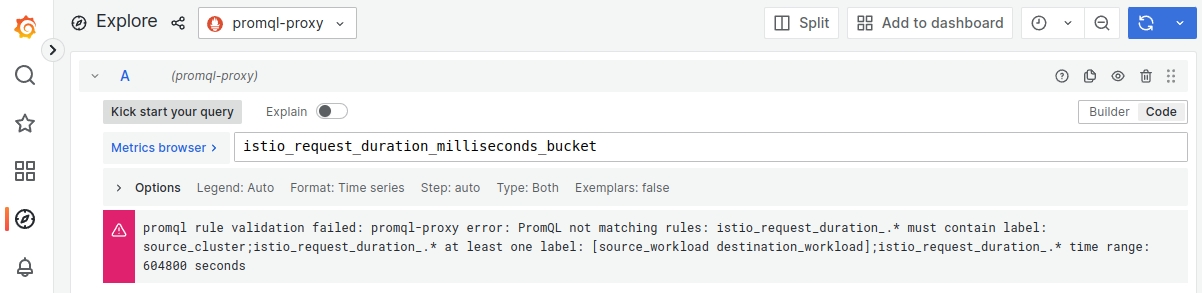 Explore
promql-proxy
Split
Add to dashboard
A
(promql-proxy)
Kick start your query
Explain
Builder
Code
Metrics browser >
istio_request_duration_milliseconds_bucket
> Options Legend: Auto Format: Time series Step: auto Type: Both Exemplars: false
promql rule validation failed: promql-proxy error: PromQL not matching rules: istio_request_duration_.* must contain label:
source_cluster;istio_request_duration_.* at least one label: [source_workload destination_workload];istio_request_duration_.* time range:
604800 seconds